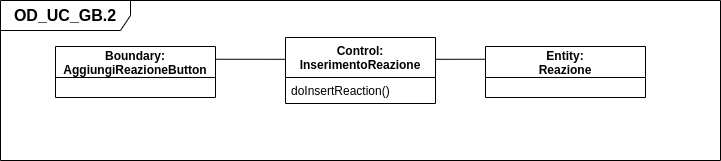 OD_UC_GB.2
Boundary:
AggiungiReazioneButton
Control:
InserimentoReazione
doInsertReaction()
Entity:
Reazione